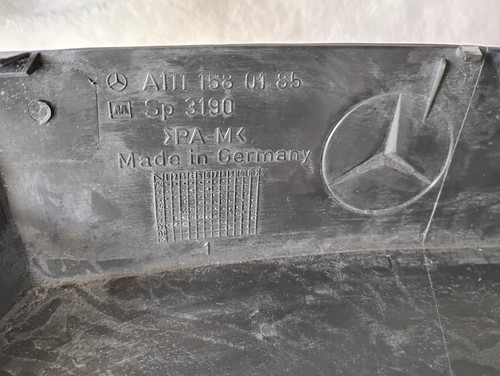 A111 158 01 85
Sp 3190
>PA-M<
Made in Germany
1